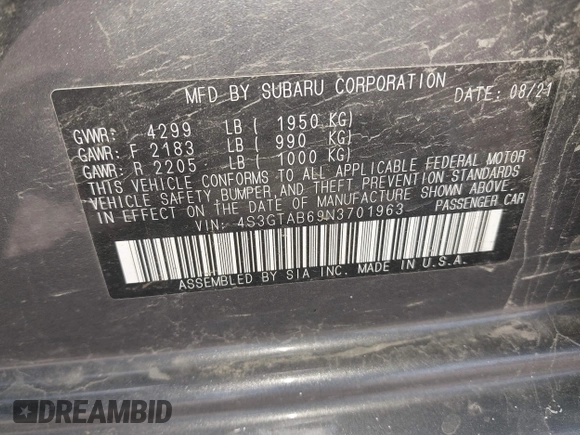 MFD BY SUBARU CORPORATION DATE: 08/21
GVWR: 4299 LB ( 1950 KG)
GAWR: F 2183 LB ( 990 KG)
GAWR: R 2205 LB ( 1000 KG)
THIS VEHICLE CONFORMS TO ALL APPLICABLE FEDERAL MOTOR
VEHICLE SAFETY, BUMPER, AND THEFT PREVENTION STANDARDS
IN EFFECT ON THE DATE OF MANUFACTURE SHOWN ABOVE.
VIN: 4S3GTAB69N3701963 PASSENGER CAR
ASSEMBLED BY SIA INC. MADE IN U.S.A.
DREAMBID